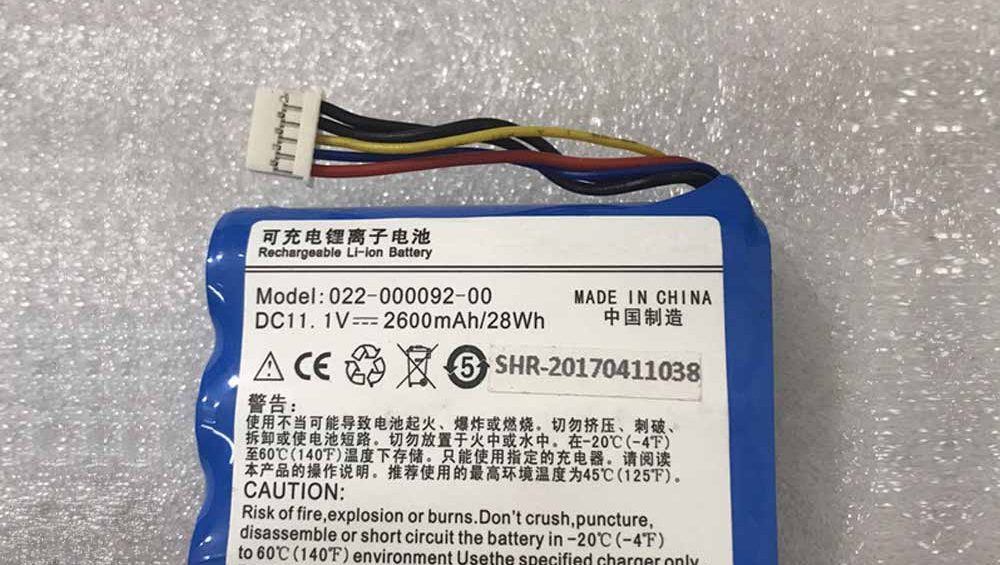 可充电锂离子电池
Rechargeable Li-ion Battery
Model: 022-000092-00
MADE IN CHINA
DC11.1V⎓2600mAh/28Wh
中国制造
CE
5
SHR-20170411038
警告:
使用不当可能导致电池起火、爆炸或燃烧。切勿挤压、刺破、
拆卸或使电池短路。切勿放置于火中或水中。在-20℃(-4℉)
至60℃(140℉)温度下存储。只能使用指定的充电器。请阅读
本产品的操作说明。推荐使用的最高环境温度为45℃(125℉)。
CAUTION:
Risk of fire,explosion or burns.Don't crush,puncture,
disassemble or short circuit the battery in -20℃(-4℉)
to 60℃(140℉) environment Usethe specified charger only.